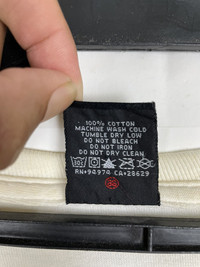 100% COTTON
MACHINE WASH COLD
TUMBLE DRY LOW
DO NOT BLEACH
DO NOT IRON
DO NOT DRY CLEAN
RN•94974 CA•28629